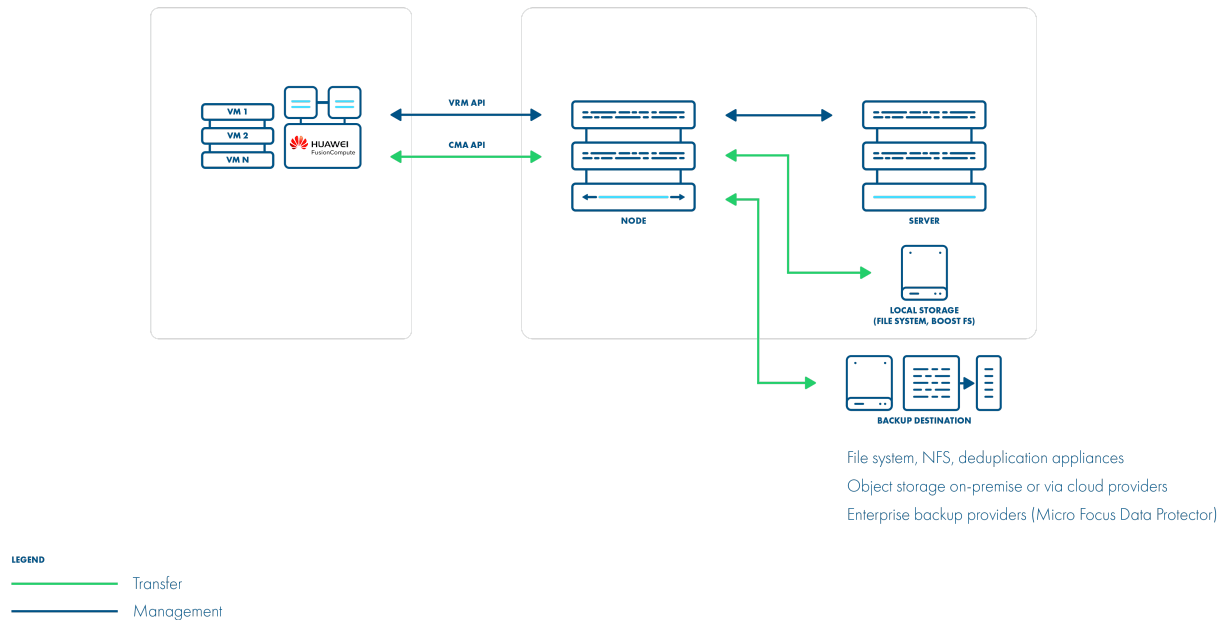 VM 1
VM 2
VM N
HUAWEI
FusionCompute
VRM API
CMA API
NODE
SERVER
LOCAL STORAGE
(FILE SYSTEM, BOOST FS)
BACKUP DESTINATION
File system, NFS, deduplication appliances
Object storage on-premise or via cloud providers
Enterprise backup providers (Micro Focus Data Protector)
LEGEND
Transfer
Management